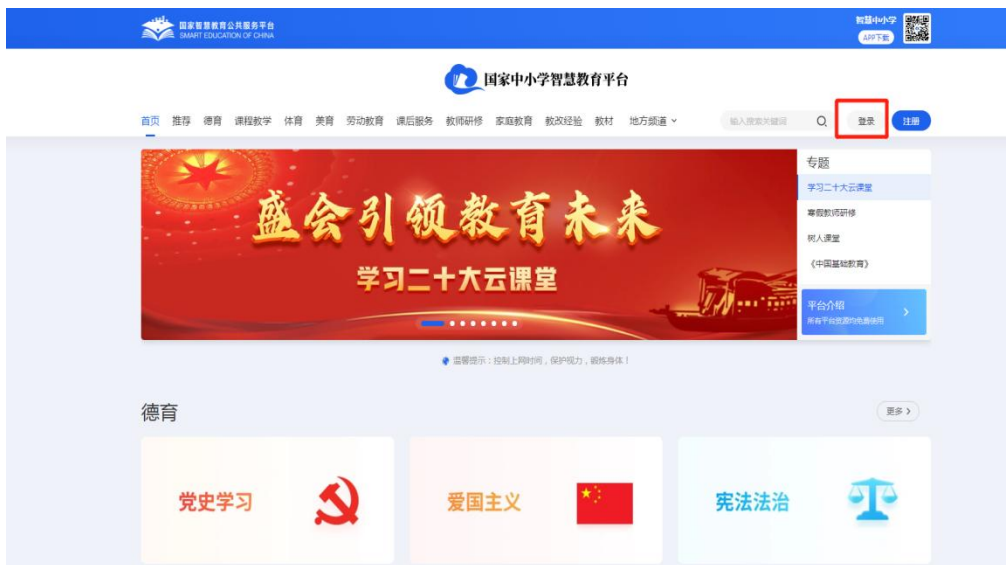 国家智慧教育公共服务平台
SMART EDUCATION OF CHINA
智慧中小学
APP下载
国家中小学智慧教育平台
首页 推荐 德育 课程教学 体育 美育 劳动教育 课后服务 教师研修 家庭教育 教改经验 教材 地方频道
输入搜索关键词
登录
注册
盛会引领教育未来
学习二十大云课堂
专题
学习二十大云课堂
寒假教师研修
树人课堂
《中国基础教育》
平台介绍
所有平台资源均免费使用
温馨提示：控制上网时间，保护视力，锻炼身体！
德育
更多
党史学习
爱国主义
宪法法治